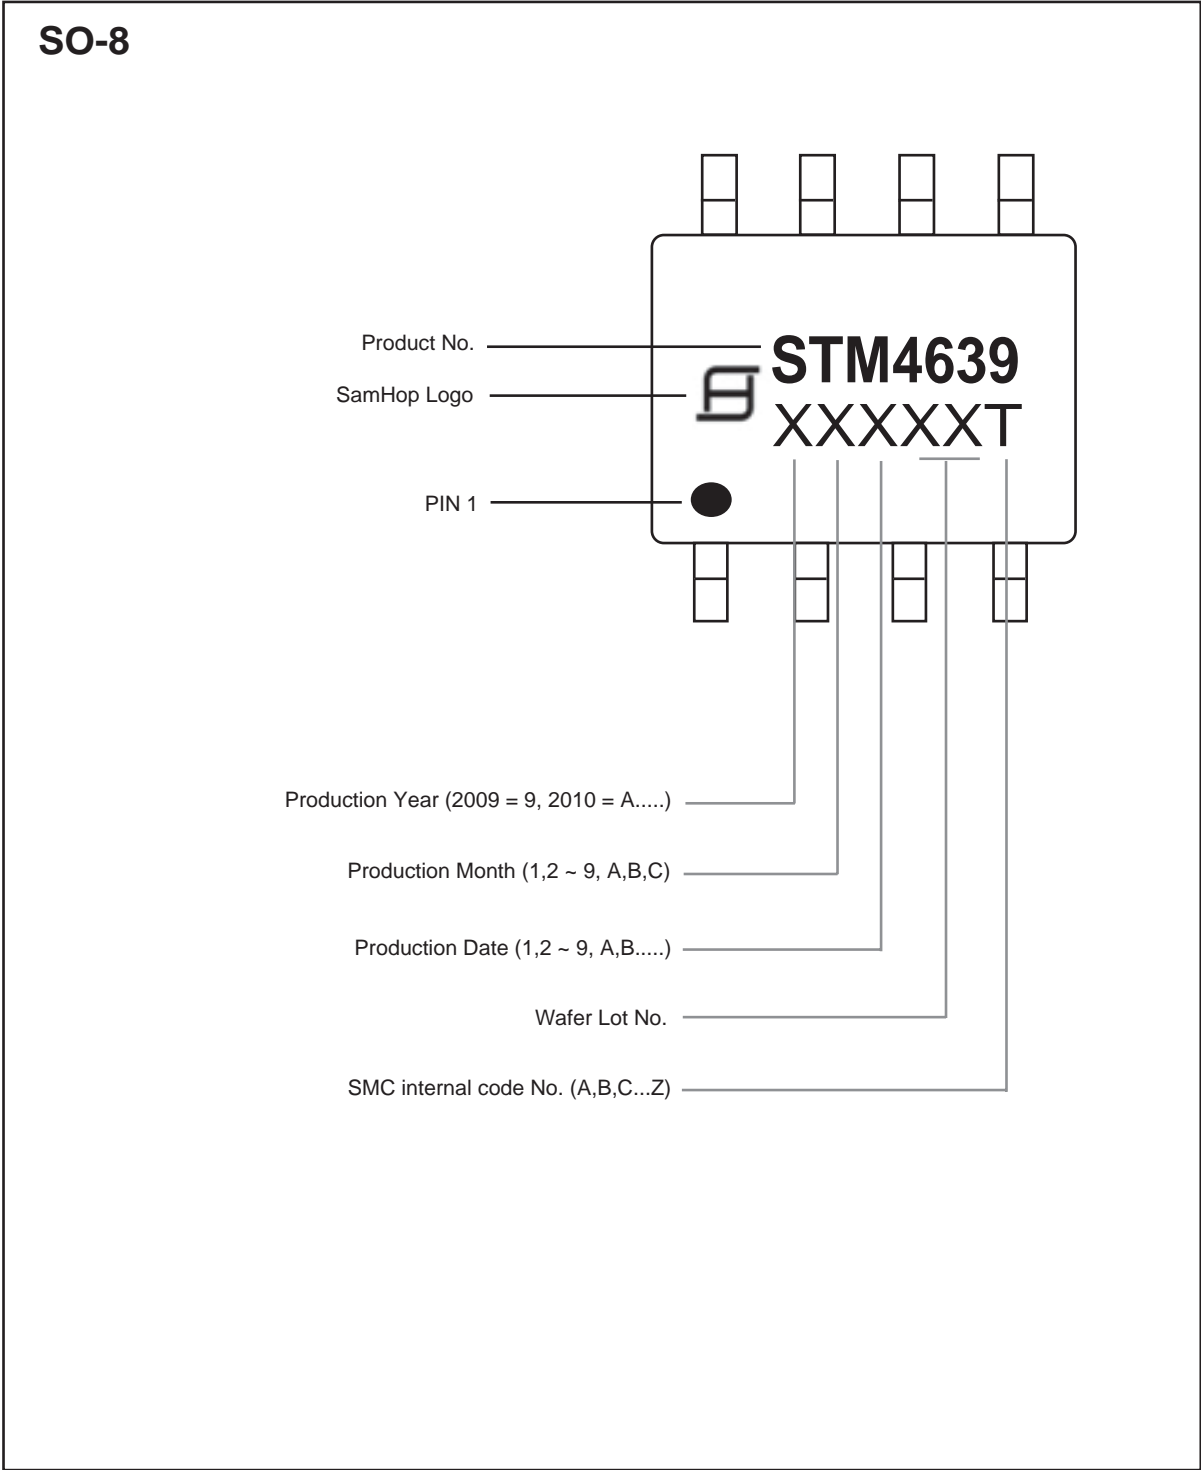 SO-8
Product No.
STM4639
SamHop Logo
XXXXXT
PIN 1
Production Year (2009 = 9, 2010 = A.....)
Production Month (1,2 ~ 9, A,B,C)
Production Date (1,2 ~ 9, A,B.....)
Wafer Lot No.
SMC internal code No. (A,B,C...Z)